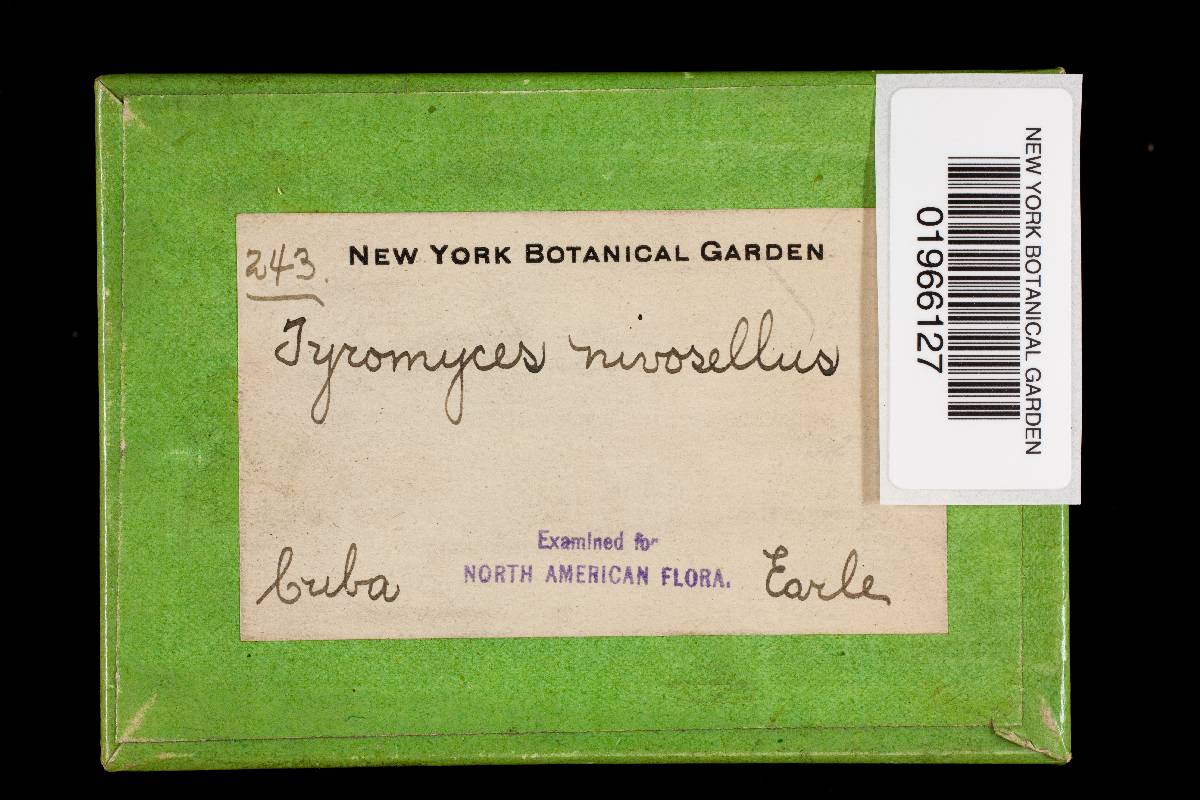 243.
NEW YORK BOTANICAL GARDEN
Tyromyces nivosellus
Examined for
NORTH AMERICAN FLORA.
Cuba
Earle
NEW YORK BOTANICAL GARDEN
01966127